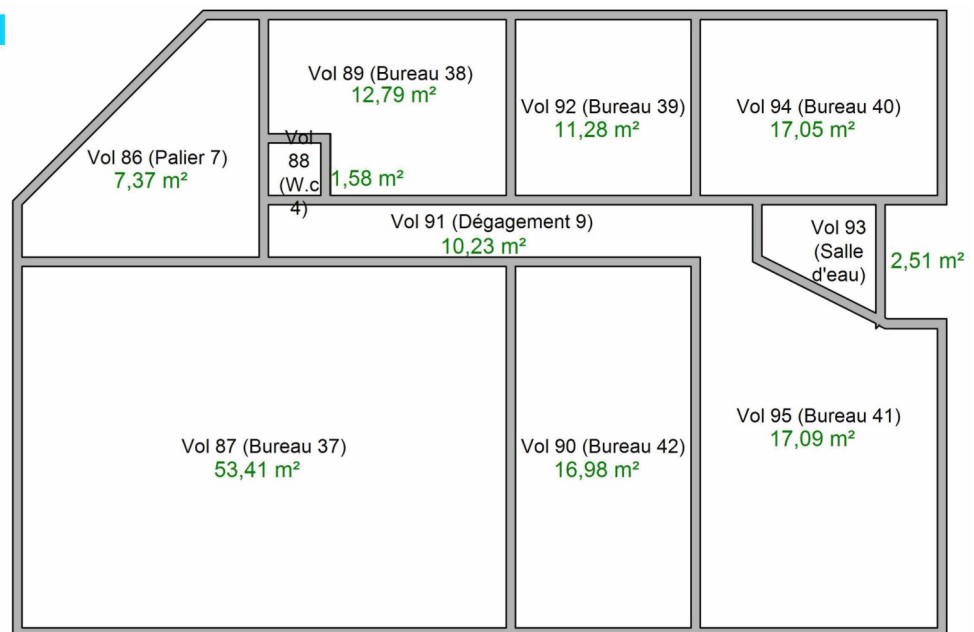 Vol 89 (Bureau 38)
12,79 m²
Vol 92 (Bureau 39)
11,28 m²
Vol 94 (Bureau 40)
17,05 m²
Vol 86 (Palier 7)
7,37 m²
Vol
88
(W.c
4)
1,58 m²
Vol 91 (Dégagement 9)
10,23 m²
Vol 93
(Salle
d'eau)
2,51 m²
Vol 87 (Bureau 37)
53,41 m²
Vol 90 (Bureau 42)
16,98 m²
Vol 95 (Bureau 41)
17,09 m²